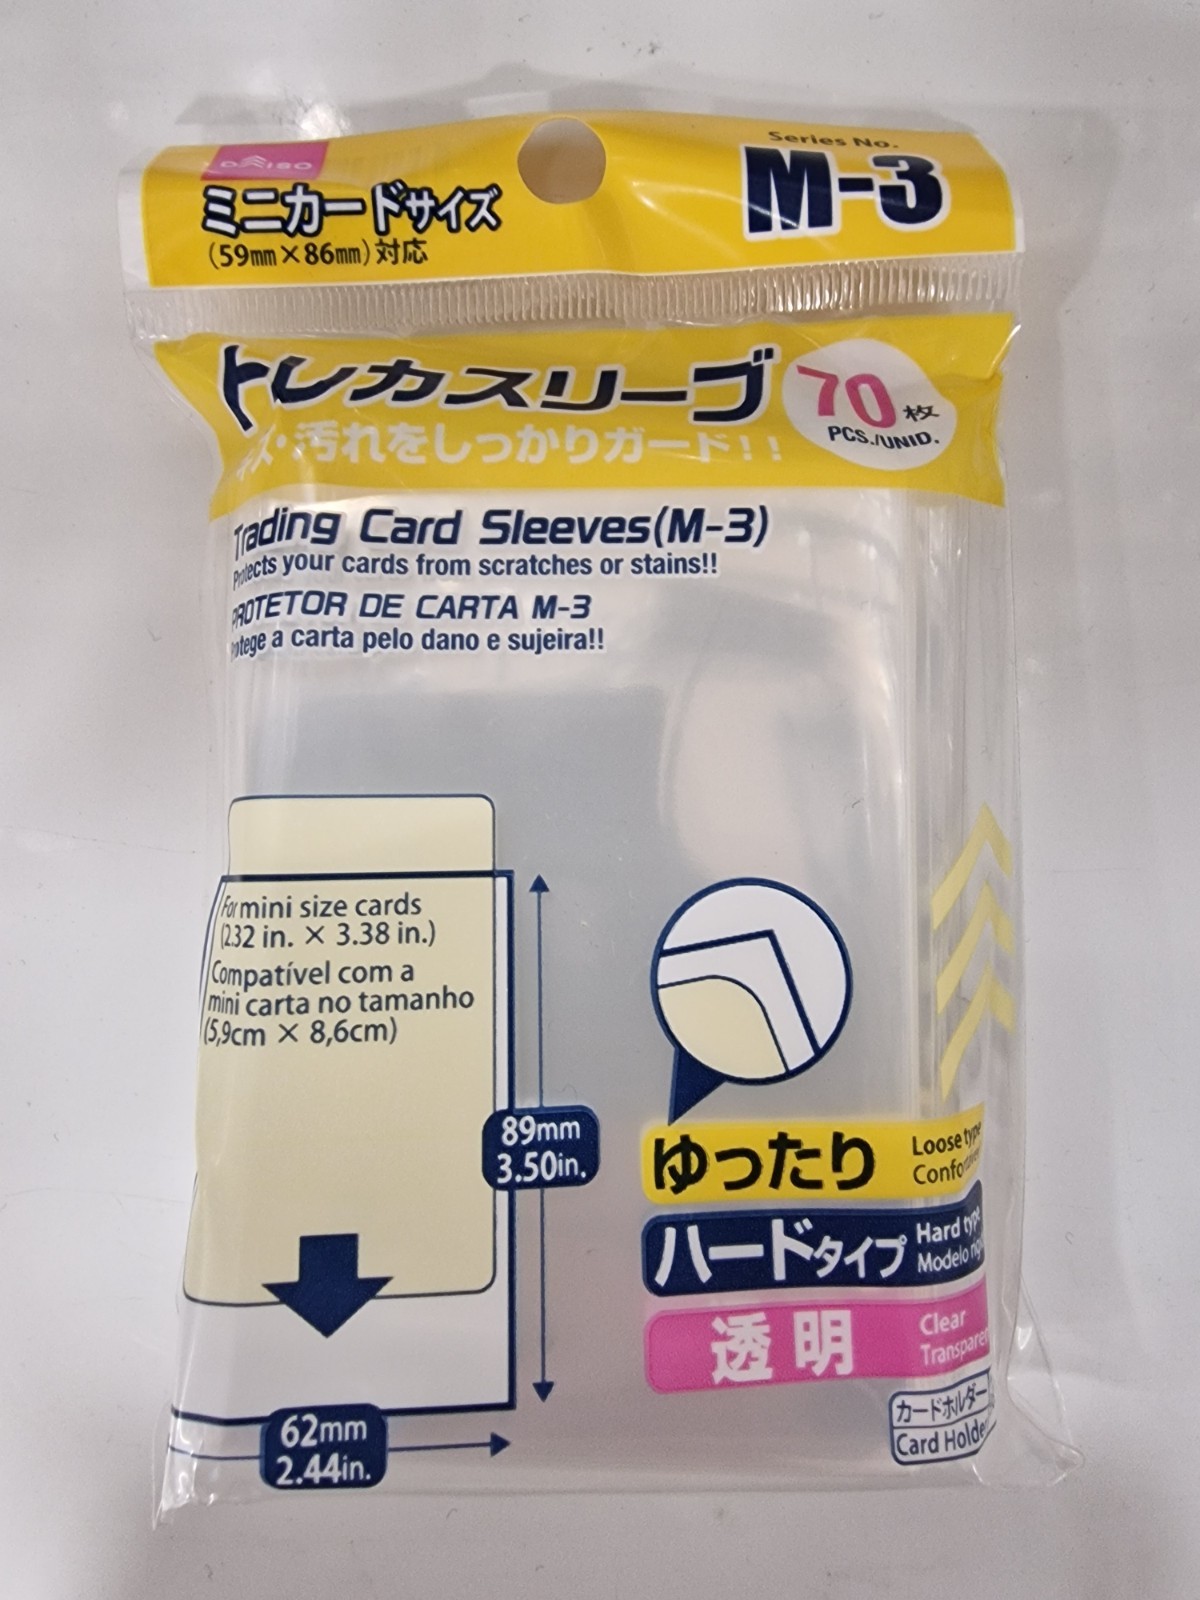 DAISO
Series No.
M-3
ミニカードサイズ
(59mm×86mm)対応
トレカスリーブ
70枚
PCS./UNID.
キズ・汚れをしっかりガード!!
Trading Card Sleeves(M-3)
Protects your cards from scratches or stains!!
PROTETOR DE CARTA M-3
Protege a carta pelo dano e sujeira!!
For mini size cards
(2.32 in. × 3.38 in.)
Compatível com a
mini carta no tamanho
(5,9cm × 8,6cm)
89mm
3.50in.
62mm
2.44in.
ゆったり
Loose type
ハードタイプ
Hard type
Modelo
透明
Clear
カードホルダー
Card Holder